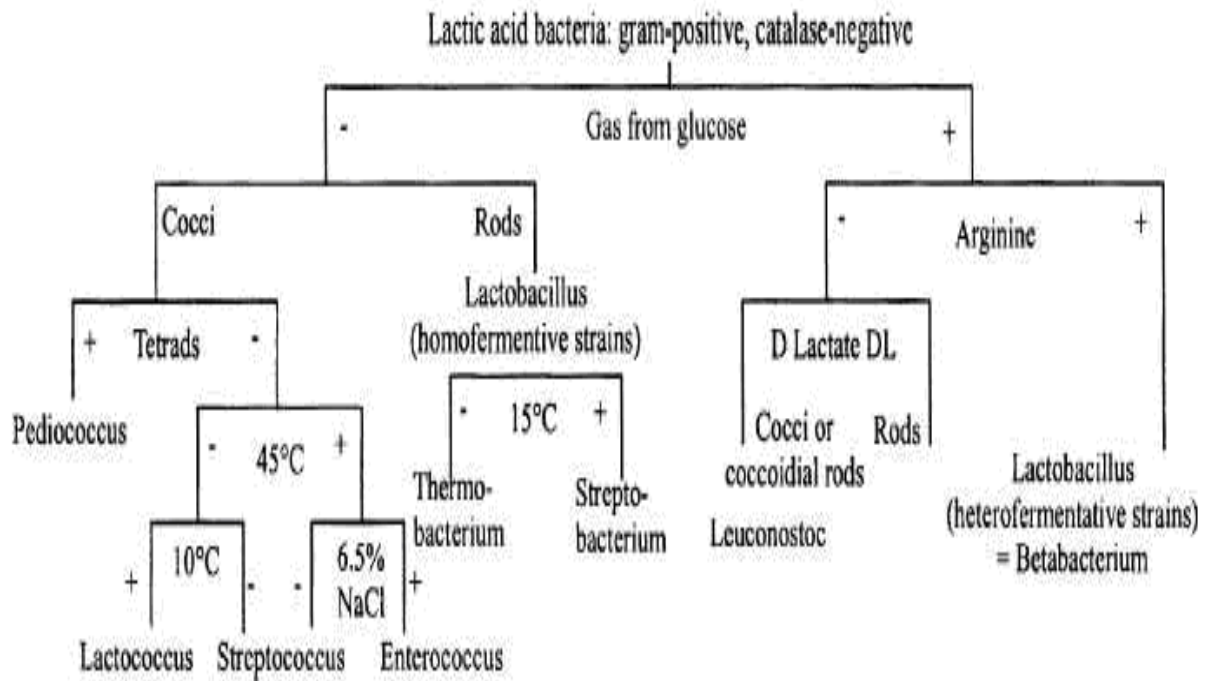 Lactic acid bacteria: gram-positive, catalase-negative
- Gas from glucose +
Cocci Rods
- Arginine +
Lactobacillus
(homofermentive strains)
+ Tetrads -
D Lactate DL
Pediococcus
- 15°C +
Cocci or
coccoidial rods
Rods
- 45°C +
Thermo-
bacterium
Strepto-
bacterium
Leuconostoc
Lactobacillus
(heterofermentative strains)
= Betabacterium
+ 10°C -
- 6.5%
NaCl +
Lactococcus Streptococcus Enterococcus